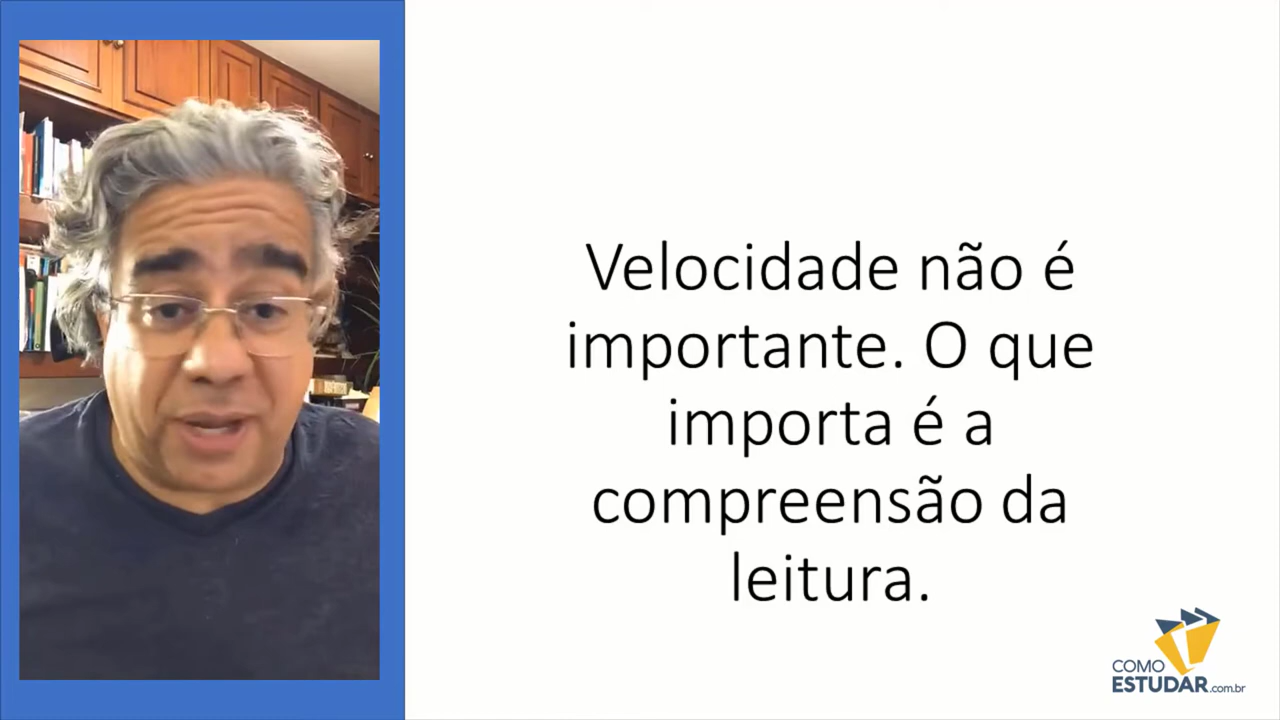 Velocidade não é
importante. O que
importa é a
compreensão da
leitura.
COMO
ESTUDAR.com.br